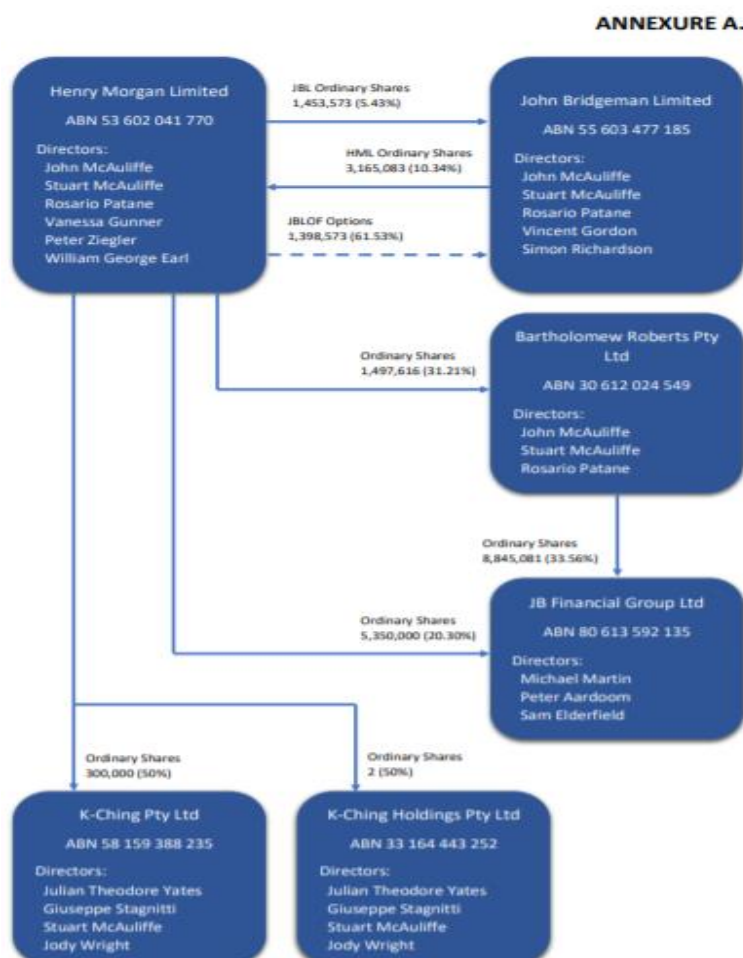 ANNEXURE A.
Henry Morgan Limited
ABN 53 602 041 770
Directors:
John McAuliffe
Stuart McAuliffe
Rosario Patane
Vanessa Gunner
Peter Ziegler
William George Earl
JBL Ordinary Shares
1,453,573 (5.43%)
HML Ordinary Shares
3,165,083 (10.34%)
JBLOF Options
1,398,573 (61.53%)
John Bridgeman Limited
ABN 55 603 477 185
Directors:
John McAuliffe
Stuart McAuliffe
Rosario Patane
Vincent Gordon
Simon Richardson
Ordinary Shares
1,497,616 (31.21%)
Bartholomew Roberts Pty
Ltd
ABN 30 612 024 549
Directors:
John McAuliffe
Stuart McAuliffe
Rosario Patane
Ordinary Shares
8,845,081 (33.56%)
Ordinary Shares
5,350,000 (20.30%)
JB Financial Group Ltd
ABN 80 613 592 135
Directors:
Michael Martin
Peter Aardoom
Sam Elderfield
Ordinary Shares
300,000 (50%)
Ordinary Shares
2 (50%)
K-Ching Pty Ltd
ABN 58 159 388 235
Directors:
Julian Theodore Yates
Giuseppe Stagnitti
Stuart McAuliffe
Jody Wright
K-Ching Holdings Pty Ltd
ABN 33 164 443 252
Directors:
Julian Theodore Yates
Giuseppe Stagnitti
Stuart McAuliffe
Jody Wright